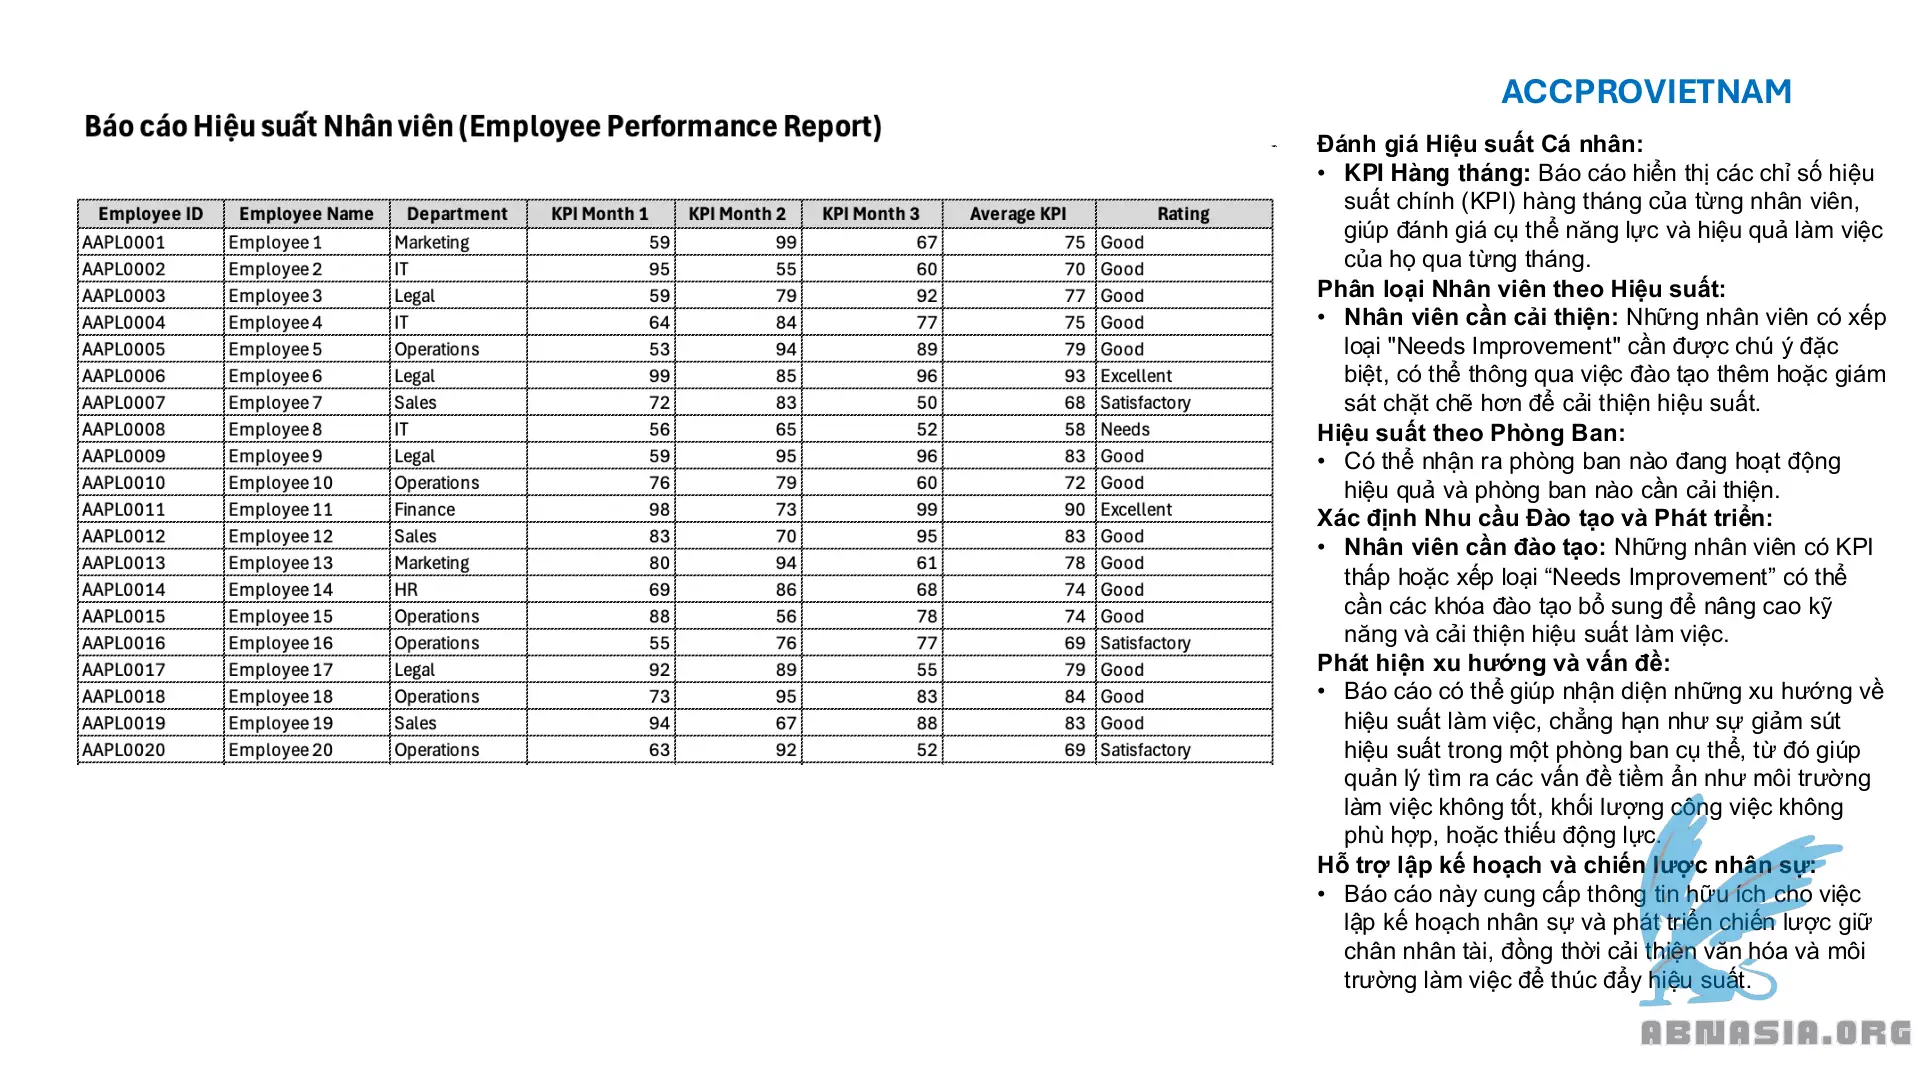 Báo cáo Hiệu suất Nhân viên (Employee Performance Report)
Employee ID Employee Name Department KPI Month 1 KPI Month 2 KPI Month 3 Average KPI Rating
AAPL0001 Employee 1 Marketing 59 99 67 75 Good
AAPL0002 Employee 2 IT 95 55 60 70 Good
AAPL0003 Employee 3 Legal 59 79 92 77 Good
AAPL0004 Employee 4 IT 64 84 77 75 Good
AAPL0005 Employee 5 Operations 53 94 89 79 Good
AAPL0006 Employee 6 Legal 99 85 96 93 Excellent
AAPL0007 Employee 7 Sales 72 83 50 68 Satisfactory
AAPL0008 Employee 8 IT 56 65 52 58 Needs
AAPL0009 Employee 9 Legal 59 95 96 83 Good
AAPL0010 Employee 10 Operations 76 79 60 72 Good
AAPL0011 Employee 11 Finance 98 73 99 90 Excellent
AAPL0012 Employee 12 Sales 83 70 95 83 Good
AAPL0013 Employee 13 Marketing 80 94 61 78 Good
AAPL0014 Employee 14 HR 69 86 68 74 Good
AAPL0015 Employee 15 Operations 88 56 78 74 Good
AAPL0016 Employee 16 Operations 55 76 77 69 Satisfactory
AAPL0017 Employee 17 Legal 92 89 55 79 Good
AAPL0018 Employee 18 Operations 73 95 83 84 Good
AAPL0019 Employee 19 Sales 94 67 88 83 Good
AAPL0020 Employee 20 Operations 63 92 52 69 Satisfactory
ACCPROVIETNAM
Đánh giá Hiệu suất Cá nhân:
• KPI Hàng tháng: Báo cáo hiển thị các chỉ số hiệu
suất chính (KPI) hàng tháng của từng nhân viên,
giúp đánh giá cụ thể năng lực và hiệu quả làm việc
của họ qua từng tháng.
Phân loại Nhân viên theo Hiệu suất:
• Nhân viên cần cải thiện: Những nhân viên có xếp
loại "Needs Improvement" cần được chú ý đặc
biệt, có thể thông qua việc đào tạo thêm hoặc giám
sát chặt chẽ hơn để cải thiện hiệu suất.
Hiệu suất theo Phòng Ban:
• Có thể nhận ra phòng ban nào đang hoạt động
hiệu quả và phòng ban nào cần cải thiện.
Xác định Nhu cầu Đào tạo và Phát triển:
• Nhân viên cần đào tạo: Những nhân viên có KPI
thấp hoặc xếp loại “Needs Improvement” có thể
cần các khóa đào tạo bổ sung để nâng cao kỹ
năng và cải thiện hiệu suất làm việc.
Phát hiện xu hướng và vấn đề:
• Báo cáo có thể giúp nhận diện những xu hướng về
hiệu suất làm việc, chẳng hạn như sự giảm sút
hiệu suất trong một phòng ban cụ thể, từ đó giúp
quản lý tìm ra các vấn đề tiềm ẩn như môi trường
làm việc không tốt, khối lượng công việc không
phù hợp, hoặc thiếu động lực.
Hỗ trợ lập kế hoạch và chiến lược nhân sự:
• Báo cáo này cung cấp thông tin hữu ích cho việc
lập kế hoạch nhân sự và phát triển chiến lược giữ
chân nhân tài, đồng thời cải thiện văn hóa và môi
trường làm việc để thúc đẩy hiệu suất.
ABNASIA.ORG